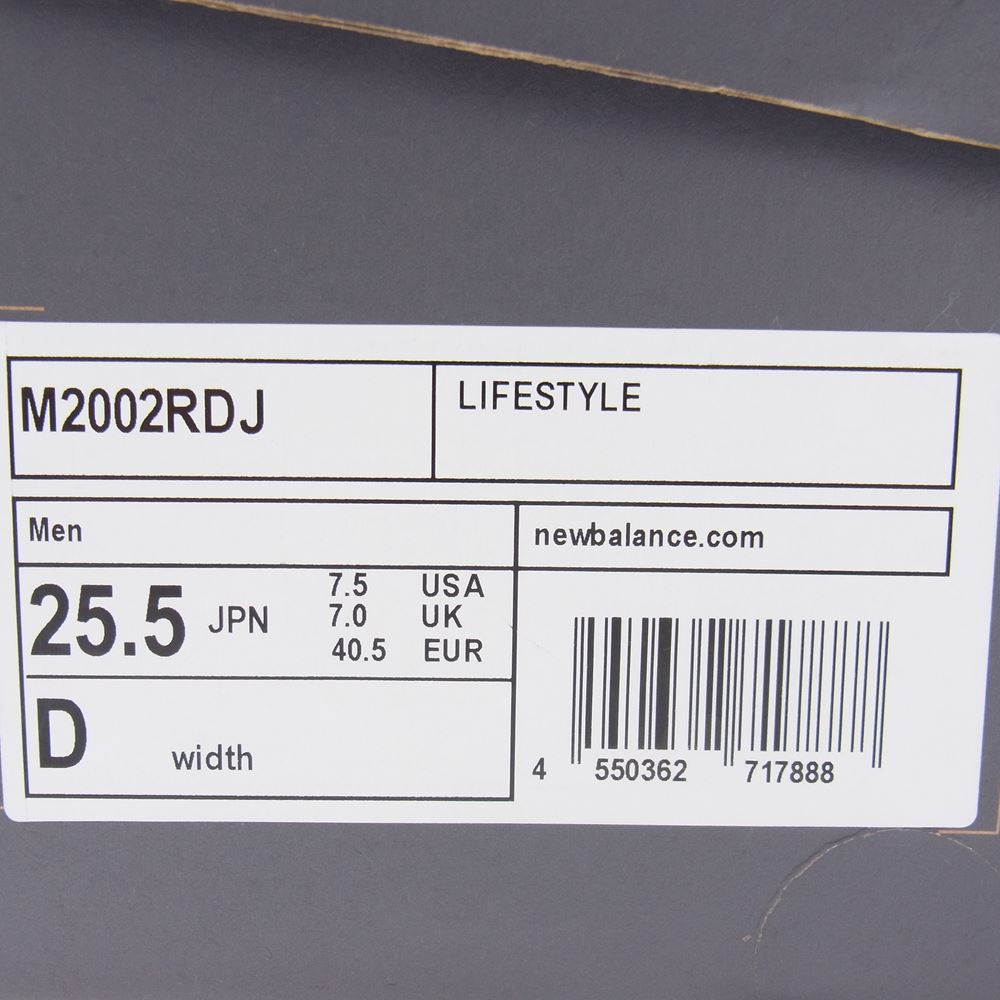 M2002RDJ
LIFESTYLE
Men
newbalance.com
25.5 JPN
7.5 USA
7.0 UK
40.5 EUR
D width
4 550362 717888